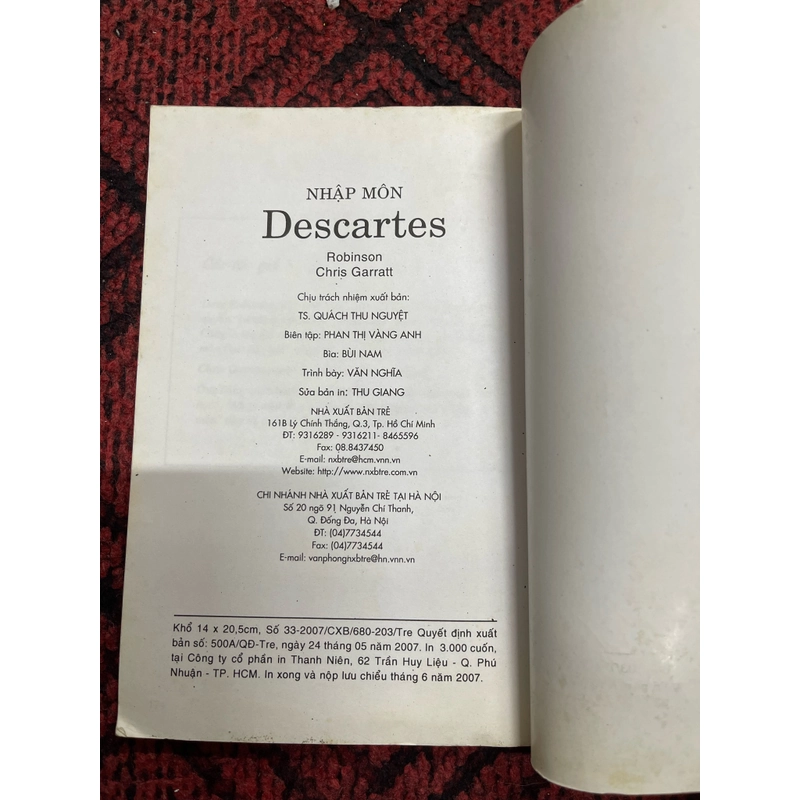 NHẬP MÔN
Descartes
Robinson
Chris Garratt
Chịu trách nhiệm xuất bản:
TS. QUÁCH THU NGUYỆT
Biên tập: PHAN THỊ VÀNG ANH
Bìa: BÙI NAM
Trình bày: VĂN NGHĨA
Sửa bản in: THU GIANG
NHÀ XUẤT BẢN TRẺ
161B Lý Chính Thắng, Q.3, Tp. Hồ Chí Minh
ĐT: 9316289 - 9316211- 8465596
Fax: 08.8437450
E-mail: nxbtre@hcm.vnn.vn
Website: http://www.nxbtre.com.vn
CHI NHÁNH NHÀ XUẤT BẢN TRẺ TẠI HÀ NỘI
Số 20 ngõ 91 Nguyễn Chí Thanh,
Q. Đống Đa, Hà Nội
ĐT: (04)7734544
Fax: (04)7734544
E-mail: vanphongnxbtre@hn.vnn.vn
Khổ 14 x 20,5cm, Số 33-2007/CXB/680-203/Tre Quyết định xuất
bản số: 500A/QĐ-Tre, ngày 24 tháng 05 năm 2007. In 3.000 cuốn,
tại Công ty cổ phần in Thanh Niên, 62 Trần Huy Liệu - Q. Phú
Nhuận - TP. HCM. In xong và nộp lưu chiểu tháng 6 năm 2007.